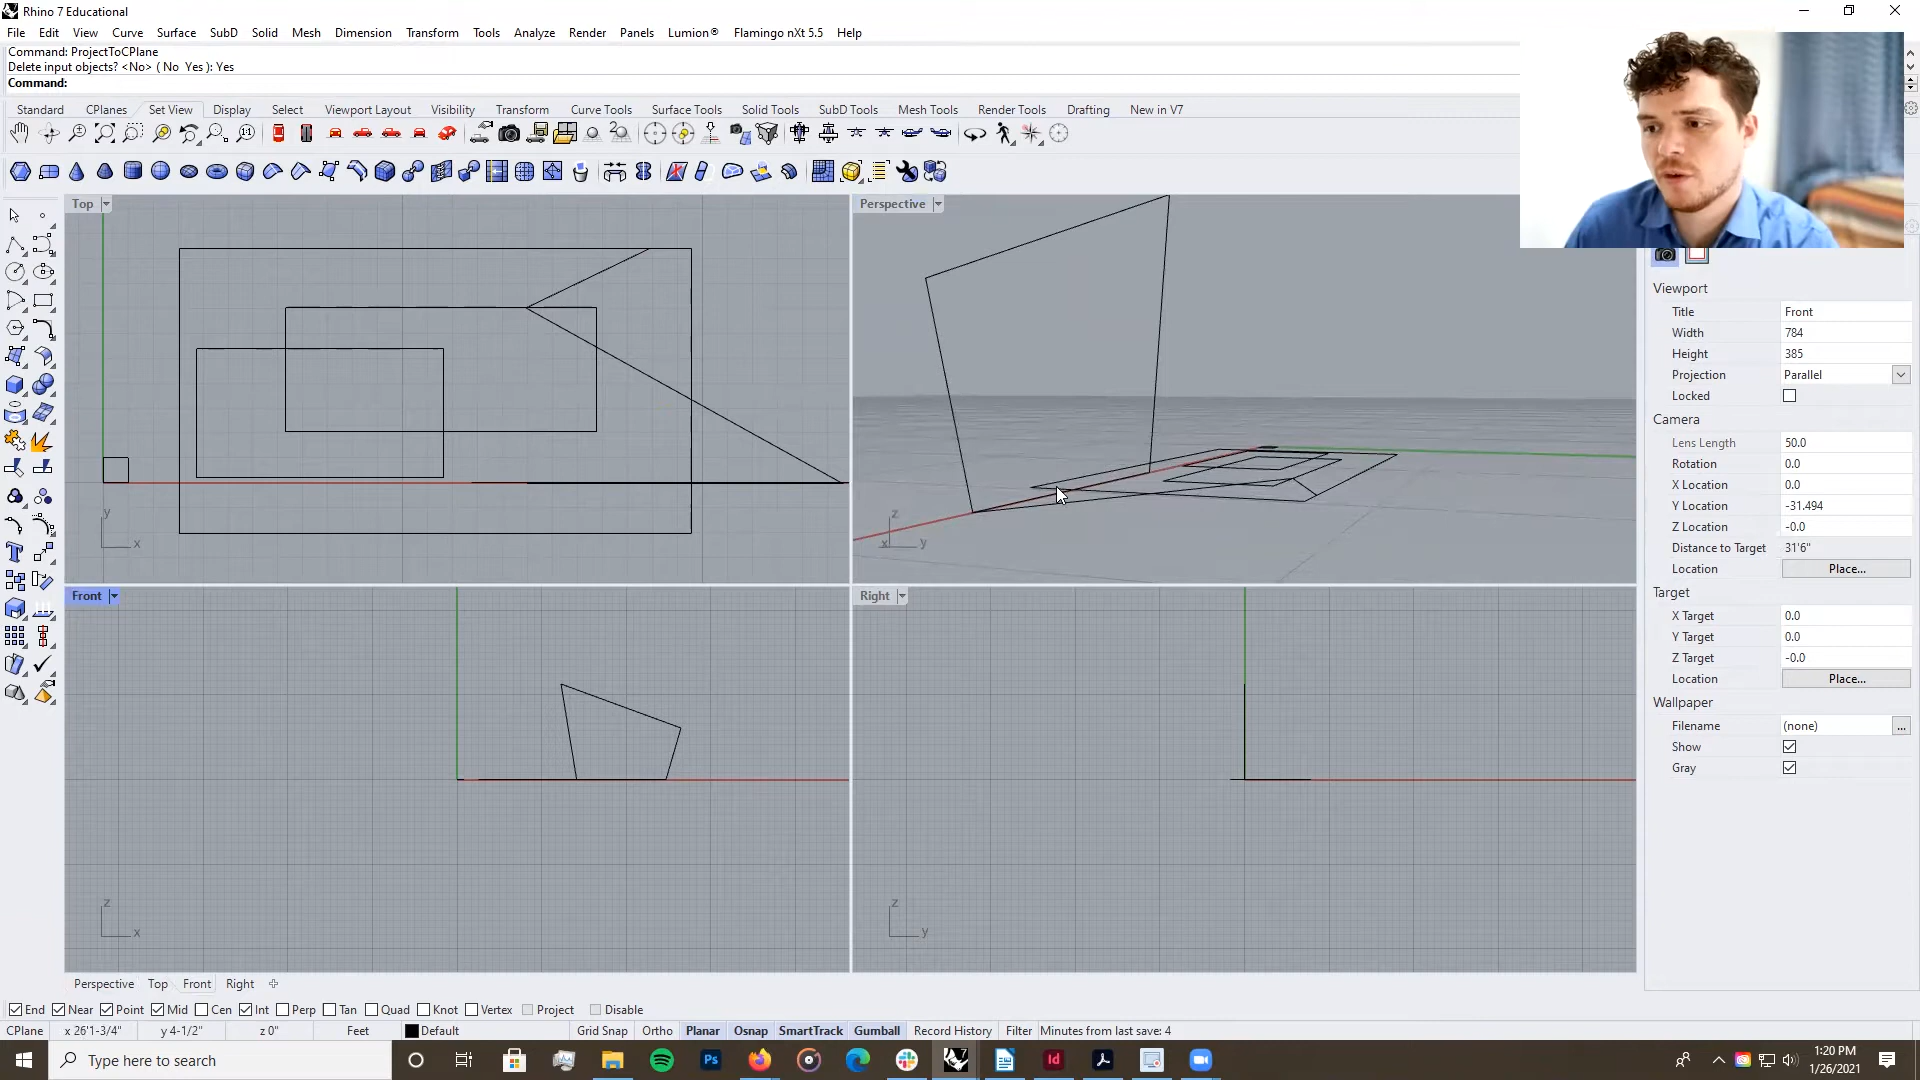 Rhino 7 Educational
File Edit View Curve Surface SubD Solid Mesh Dimension Transform Tools Analyze Render Panels Lumion® Flamingo nXt 5.5 Help
Command: ProjectToCPlane
Delete input objects? <No> ( No Yes ): Yes
Command:
Standard CPlanes Set View Display Select Viewport Layout Visibility Transform Curve Tools Surface Tools Solid Tools SubD Tools Mesh Tools Render Tools Drafting New in V7
Top
Perspective
y
x
z
x
y
Front
Right
z
x
z
y
Viewport
Title Front
Width 784
Height 385
Projection Parallel
Locked
Camera
Lens Length 50.0
Rotation 0.0
X Location 0.0
Y Location -31.494
Z Location -0.0
Distance to Target 31'6"
Location Place...
Target
X Target 0.0
Y Target 0.0
Z Target -0.0
Location Place...
Wallpaper
Filename (none) ...
Show
Gray
Perspective Top Front Right
End Near Point Mid Cen Int Perp Tan Quad Knot Vertex Project Disable
CPlane x 26'1-3/4" y 4-1/2" z 0" Feet Default Grid Snap Ortho Planar Osnap SmartTrack Gumball Record History Filter Minutes from last save: 4
Type here to search
Ps
Id
7
1:20 PM
1/26/2021